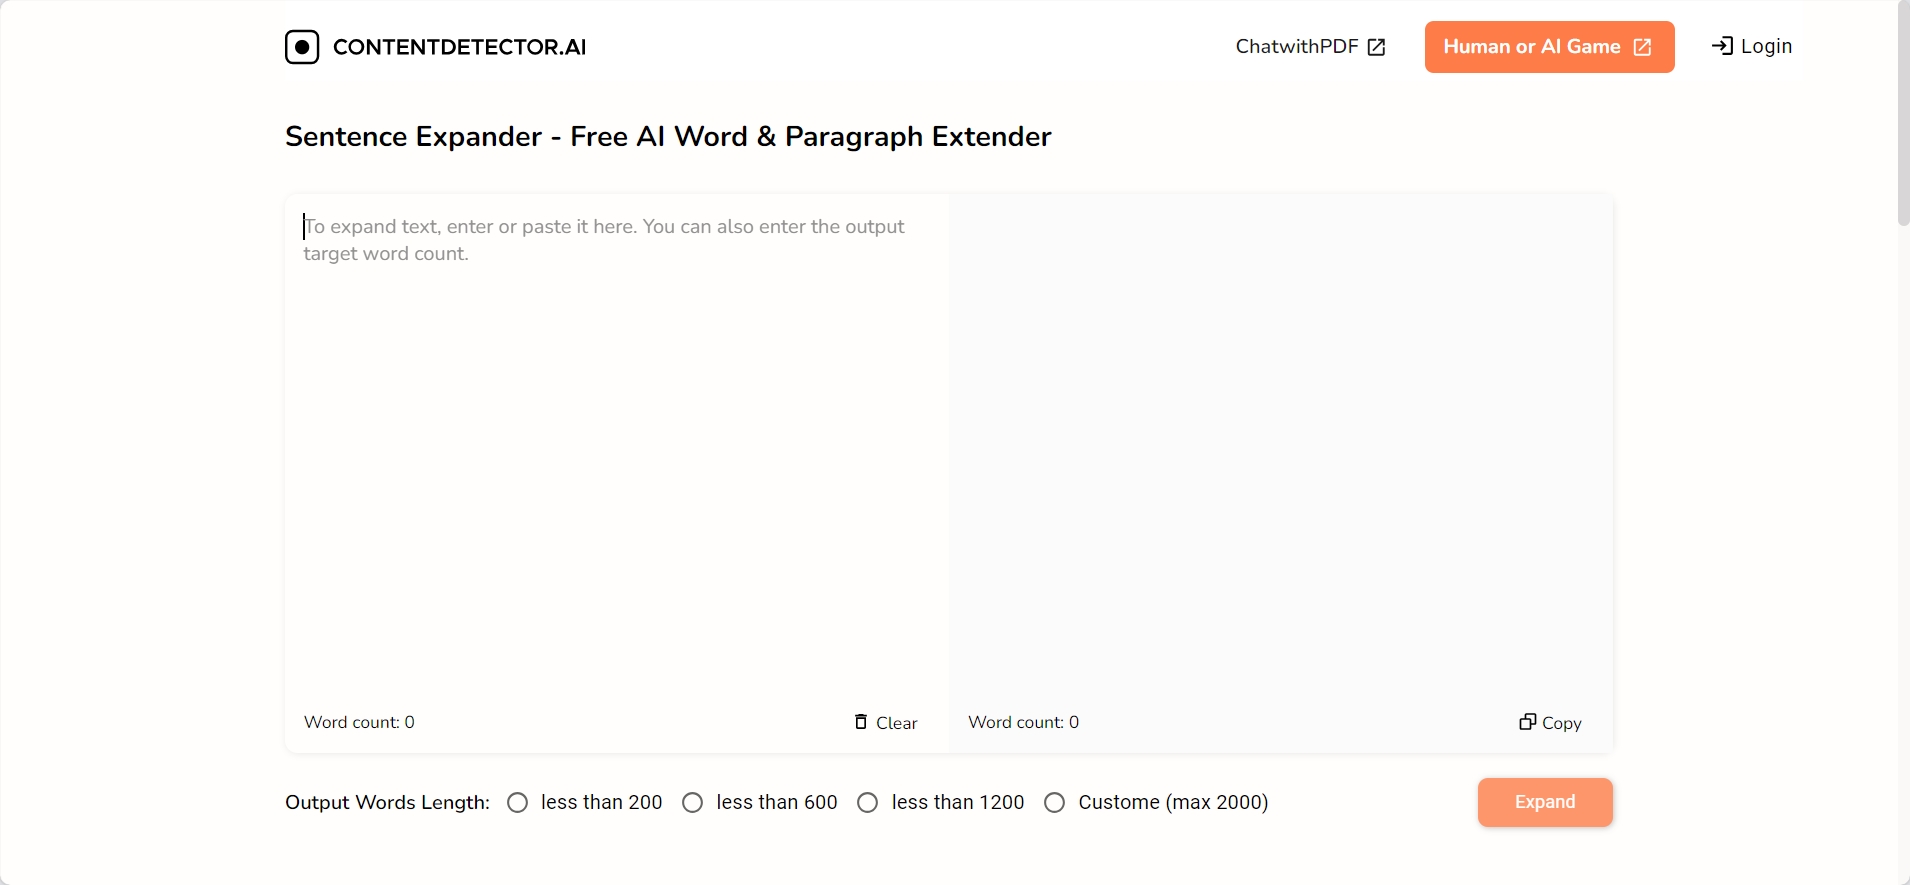 CONTENTDETECTOR.AI
ChatwithPDF
Human or AI Game
Login
Sentence Expander - Free AI Word & Paragraph Extender
To expand text, enter or paste it here. You can also enter the output
target word count.
Word count: 0
Clear
Word count: 0
Copy
Output Words Length: less than 200 less than 600 less than 1200 Custome (max 2000)
Expand